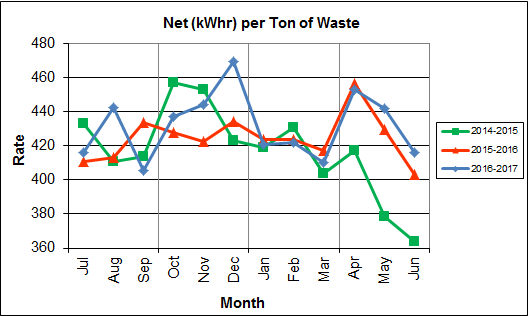 Net (kWhr) per Ton of Waste
480
460
440
420
400
380
360
Rate
Jul
Aug
Sep
Oct
Nov
Dec
Jan
Feb
Mar
Apr
May
Jun
Month
2014-2015
2015-2016
2016-2017